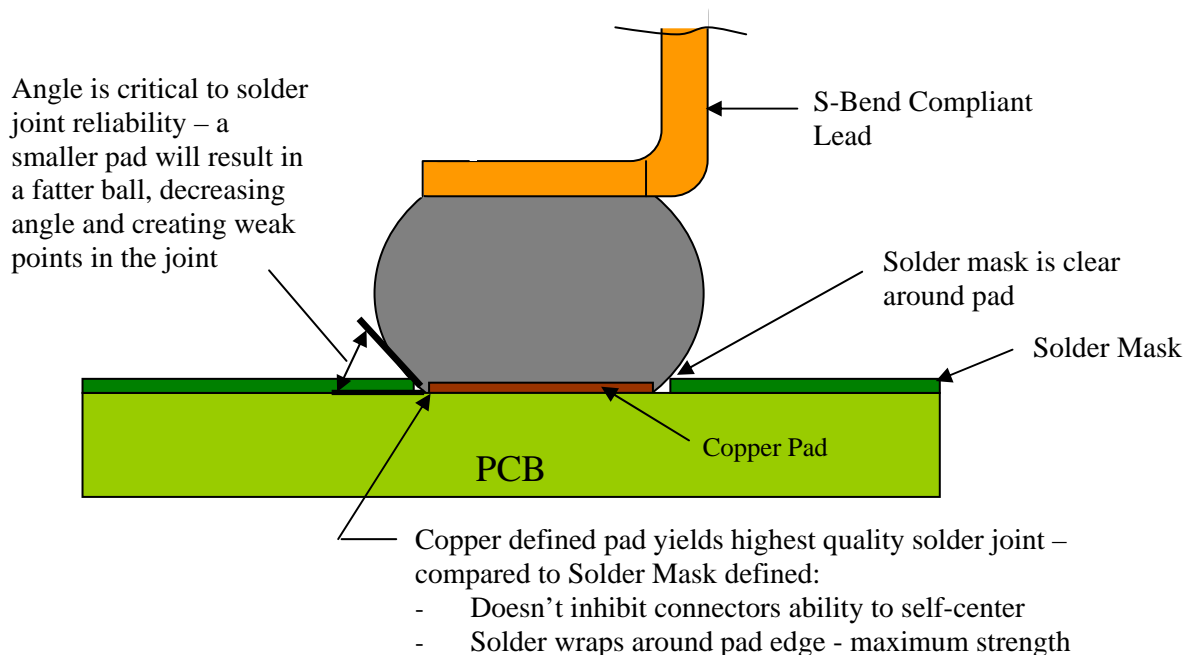 Angle is critical to solder
joint reliability – a
smaller pad will result in
a fatter ball, decreasing
angle and creating weak
points in the joint
S-Bend Compliant
Lead
Solder mask is clear
around pad
Solder Mask
Copper Pad
PCB
Copper defined pad yields highest quality solder joint –
compared to Solder Mask defined:
- Doesn’t inhibit connectors ability to self-center
- Solder wraps around pad edge - maximum strength